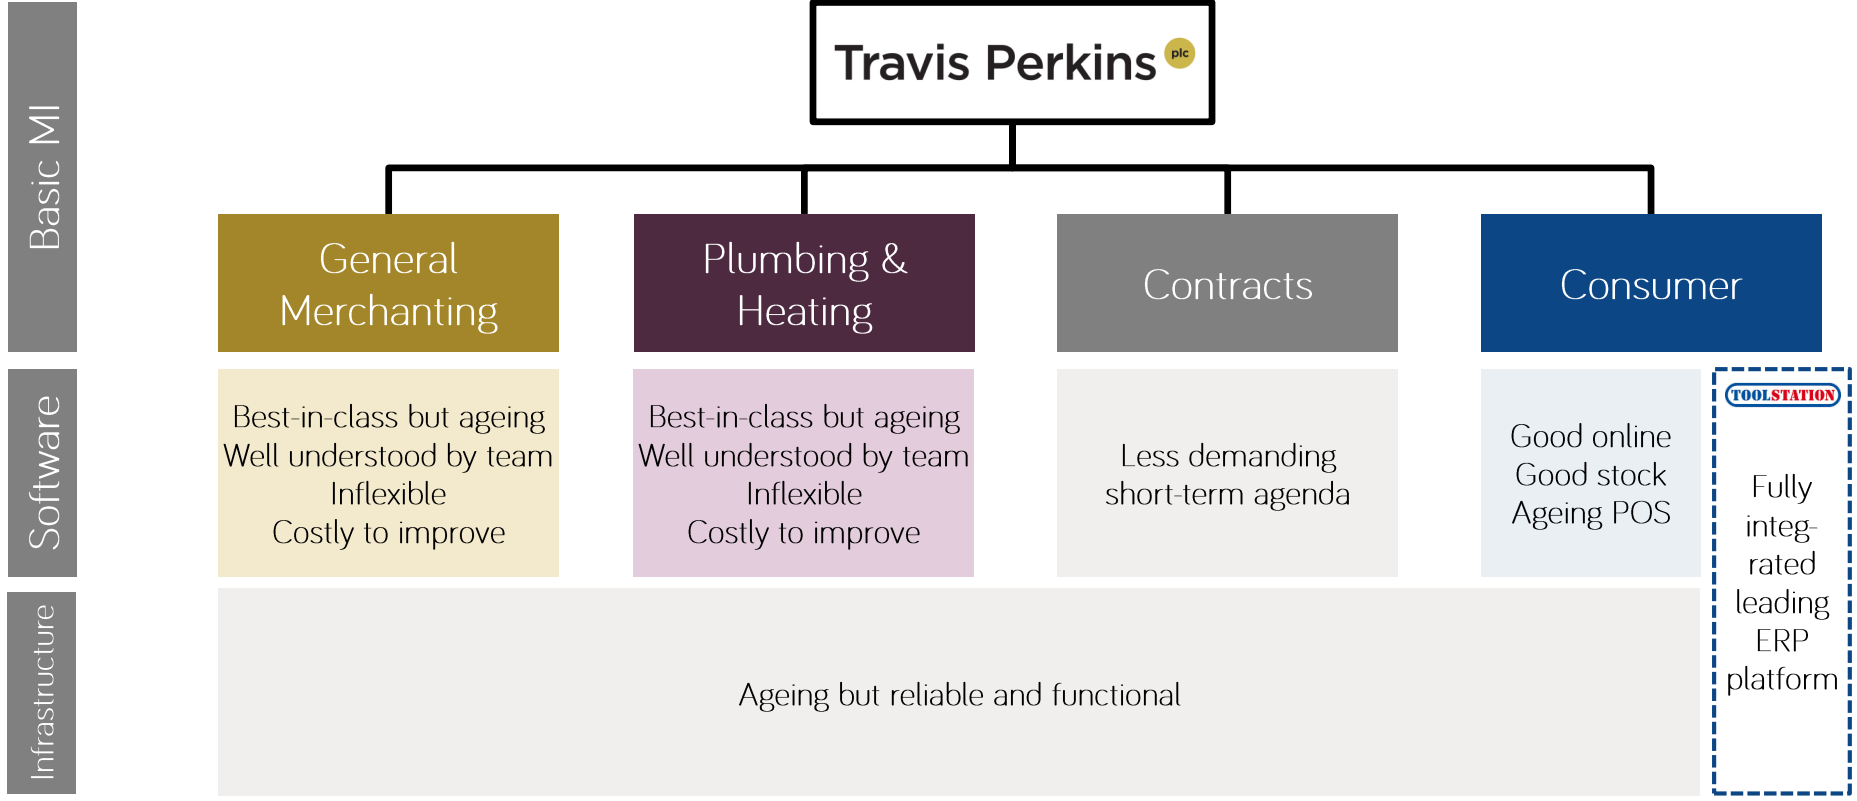 Basic MI
Travis Perkins plc
General
Merchanting
Plumbing &
Heating
Contracts
Consumer
Software
Best-in-class but ageing
Well understood by team
Inflexible
Costly to improve
Best-in-class but ageing
Well understood by team
Inflexible
Costly to improve
Less demanding
short-term agenda
Good online
Good stock
Ageing POS
TOOLSTATION
Fully
integ-
rated
leading
ERP
platform
Infrastructure
Ageing but reliable and functional